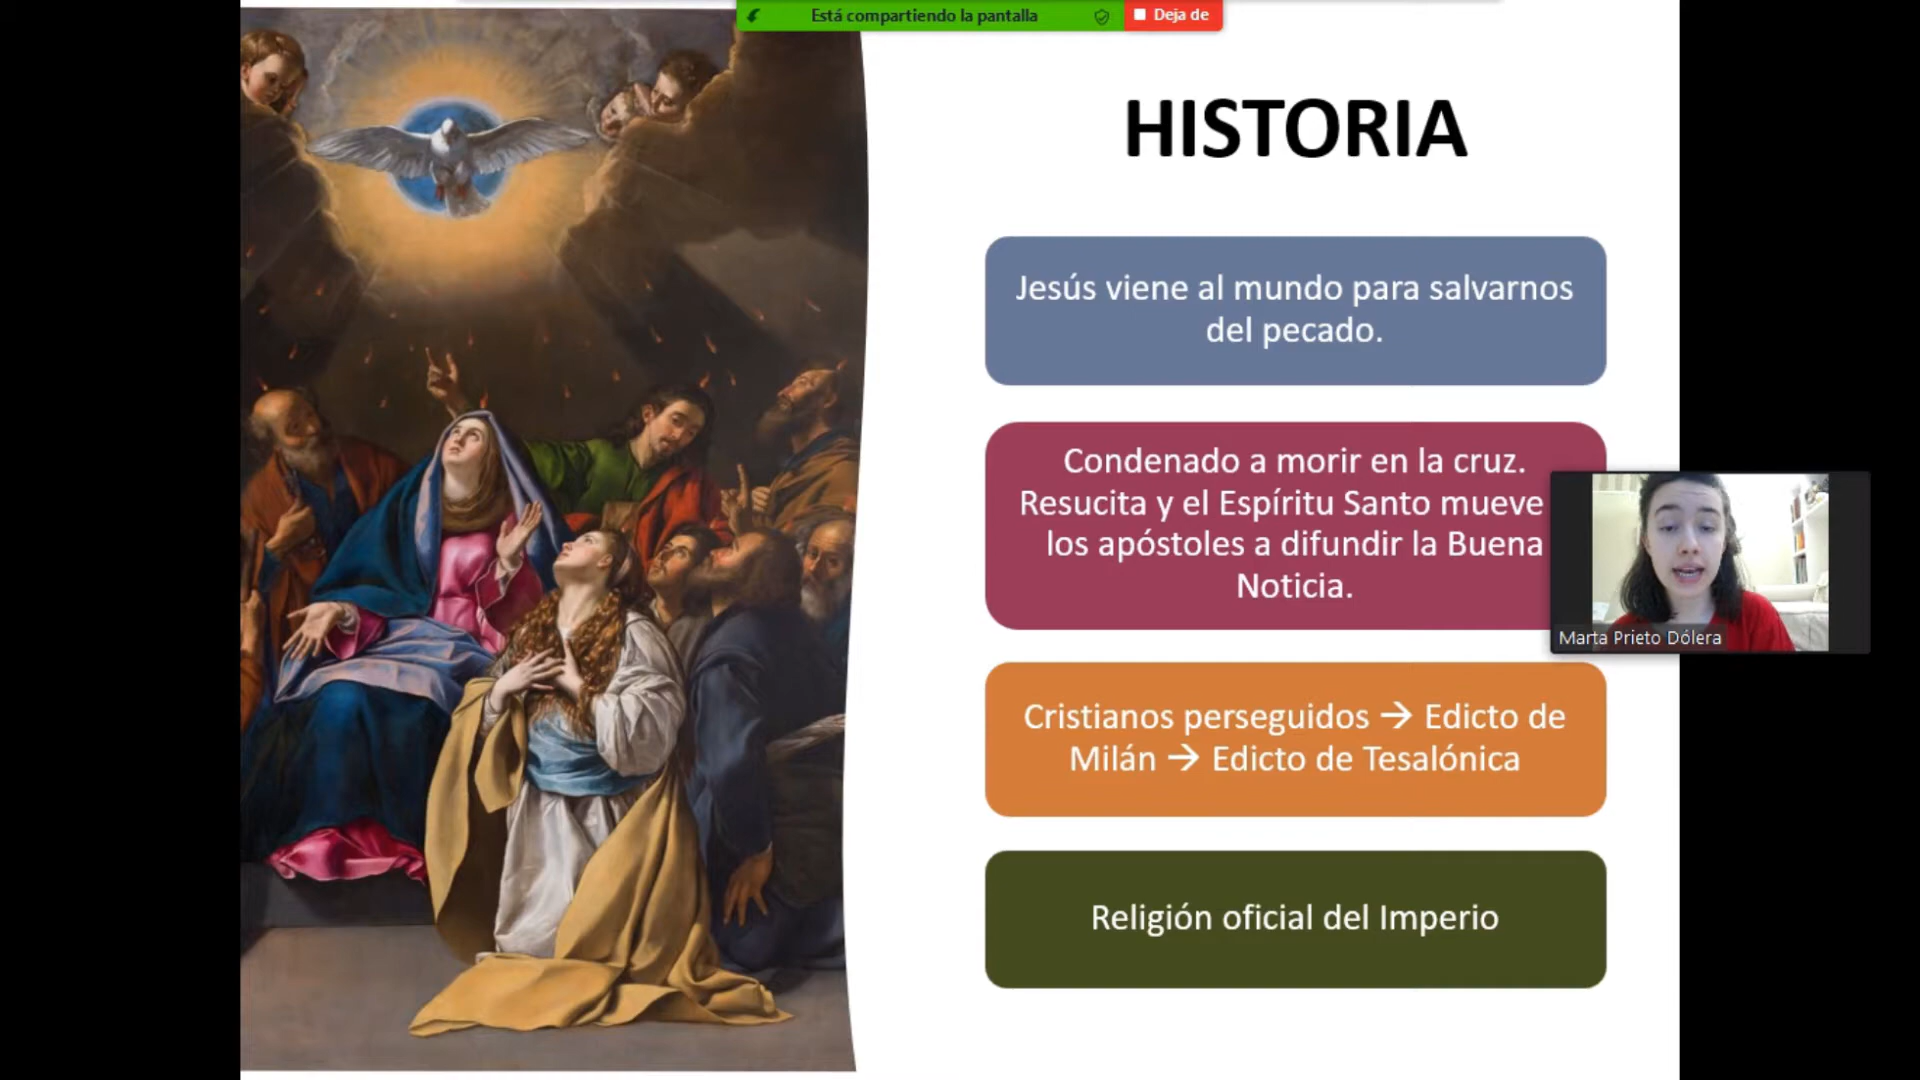 Está compartiendo la pantalla
Deja de
HISTORIA
Jesús viene al mundo para salvarnos
del pecado.
Condenado a morir en la cruz.
Resucita y el Espíritu Santo mueve
los apóstoles a difundir la Buena
Noticia.
Marta Prieto Dólera
Cristianos perseguidos → Edicto de
Milán → Edicto de Tesalónica
Religión oficial del Imperio